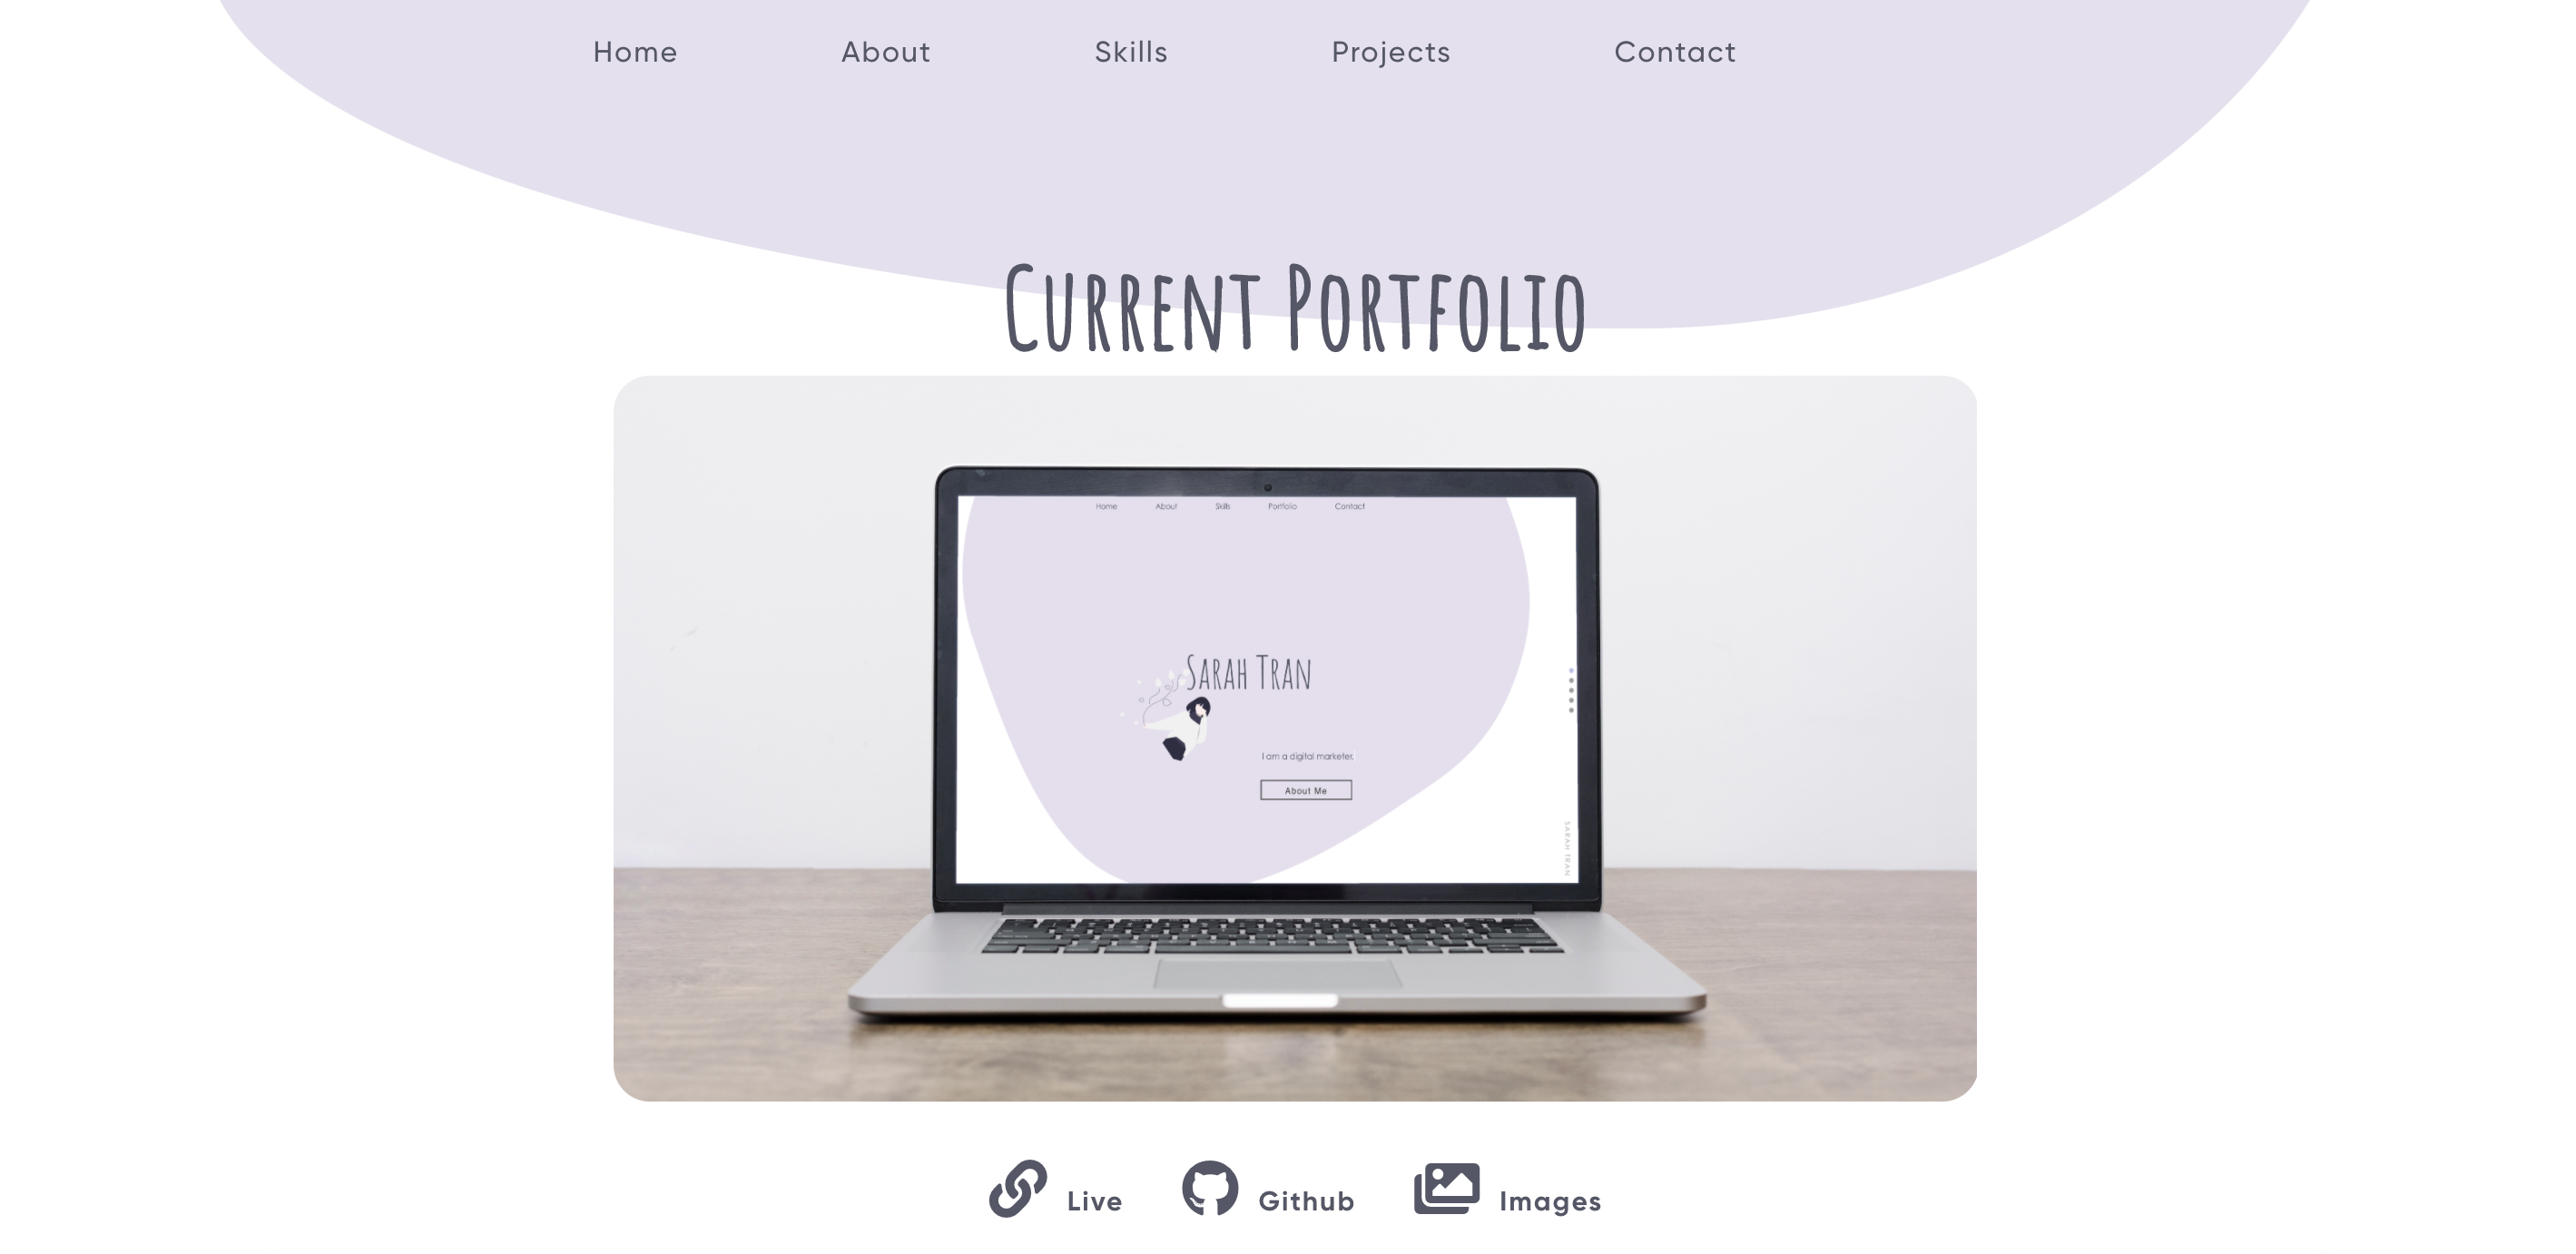 Home About Skills Projects Contact
Current Portfolio
Home About Skills Portfolio Contact
Sarah Tran
I am a digital marketer.
About Me
SARAH TRAN
Live Github Images